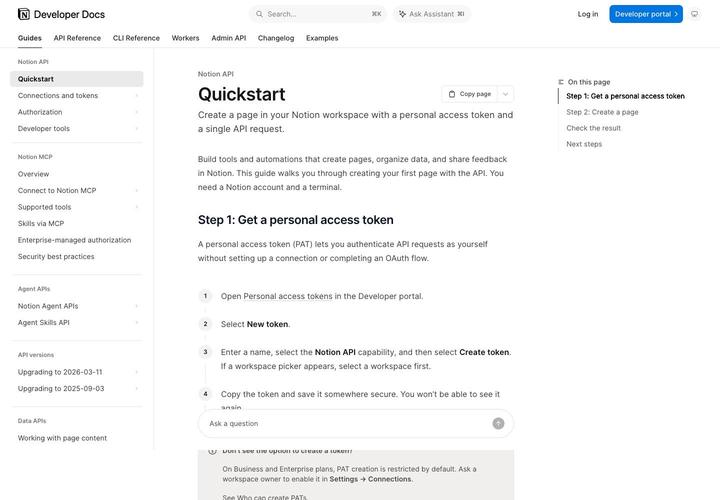 Developer Docs
Search...
⌘K
Ask Assistant ⌘I
Log in
Developer portal
Guides
API Reference
CLI Reference
Workers
Admin API
Changelog
Examples
Notion API
Quickstart
Connections and tokens
Authorization
Developer tools
Notion MCP
Overview
Connect to Notion MCP
Supported tools
Skills via MCP
Enterprise-managed authorization
Security best practices
Agent APIs
Notion Agent APIs
Agent Skills API
API versions
Upgrading to 2026-03-11
Upgrading to 2025-09-03
Data APIs
Working with page content
Notion API
Quickstart
Copy page
Create a page in your Notion workspace with a personal access token and
a single API request.
Build tools and automations that create pages, organize data, and share feedback
in Notion. This guide walks you through creating your first page with the API. You
need a Notion account and a terminal.
Step 1: Get a personal access token
A personal access token (PAT) lets you authenticate API requests as yourself
without setting up a connection or completing an OAuth flow.
1
Open Personal access tokens in the Developer portal.
2
Select New token.
3
Enter a name, select the Notion API capability, and then select Create token.
If a workspace picker appears, select a workspace first.
4
Copy the token and save it somewhere secure. You won't be able to see it
again.
Ask a question
Don't see the option to create a token?
On Business and Enterprise plans, PAT creation is restricted by default. Ask a
workspace owner to enable it in Settings → Connections.
See Who can create PATs.
On this page
Step 1: Get a personal access token
Step 2: Create a page
Check the result
Next steps